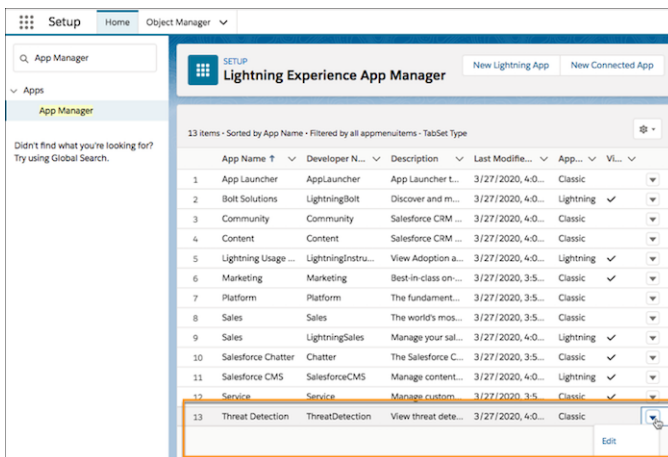 Setup Home Object Manager
App Manager
Apps
App Manager
Didn't find what you're looking for?
Try using Global Search.
SETUP
Lightning Experience App Manager
New Lightning App New Connected App
13 items • Sorted by App Name • Filtered by all appmenuitems - TabSet Type
App Name ↑ Developer N... Description Last Modifie... App... Vi...
1 App Launcher AppLauncher App Launcher t... 3/27/2020, 4:0... Classic
2 Bolt Solutions LightningBolt Discover and m... 3/27/2020, 4:0... Lightning ✓
3 Community Community Salesforce CRM ... 3/27/2020, 4:0... Classic
4 Content Content Salesforce CRM ... 3/27/2020, 4:0... Classic
5 Lightning Usage ... LightningInstru... View Adoption a... 3/27/2020, 4:0... Lightning ✓
6 Marketing Marketing Best-in-class on-... 3/27/2020, 3:5... Classic ✓
7 Platform Platform The fundament... 3/27/2020, 3:5... Classic
8 Sales Sales The world's mos... 3/27/2020, 3:5... Classic
9 Sales LightningSales Manage your sal... 3/27/2020, 4:0... Lightning ✓
10 Salesforce Chatter Chatter The Salesforce C... 3/27/2020, 3:5... Classic ✓
11 Salesforce CMS SalesforceCMS Manage content... 3/27/2020, 4:0... Lightning ✓
12 Service Service Manage custom... 3/27/2020, 3:5... Classic ✓
13 Threat Detection ThreatDetection View threat dete... 3/27/2020, 4:0... Classic
Edit